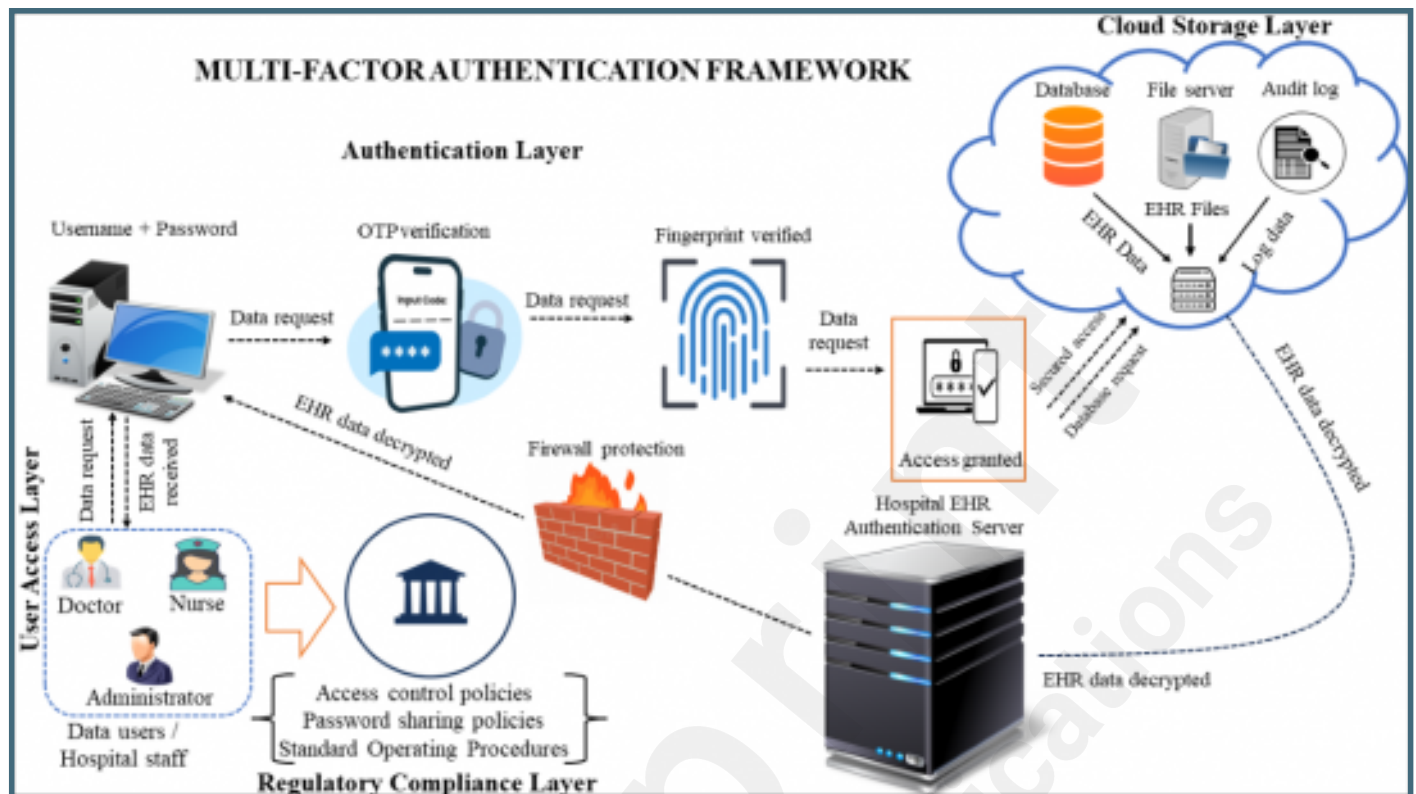 Cloud Storage Layer
MULTI-FACTOR AUTHENTICATION FRAMEWORK
Database
File server
Audit log
Authentication Layer
EHR Data
EHR Files
Log data
Username + Password
OTP verification
Fingerprint verified
Input Code
Data request
Data request
Data
request
Secured access
Database request
EHR data decrypted
EHR data decrypted
Firewall protection
Access granted
Hospital EHR
Authentication Server
User Access Layer
Data request
EHR data
received
Doctor
Nurse
Administrator
Data users /
Hospital staff
Access control policies
Password sharing policies
Standard Operating Procedures
Regulatory Compliance Layer
EHR data decrypted
print
cations